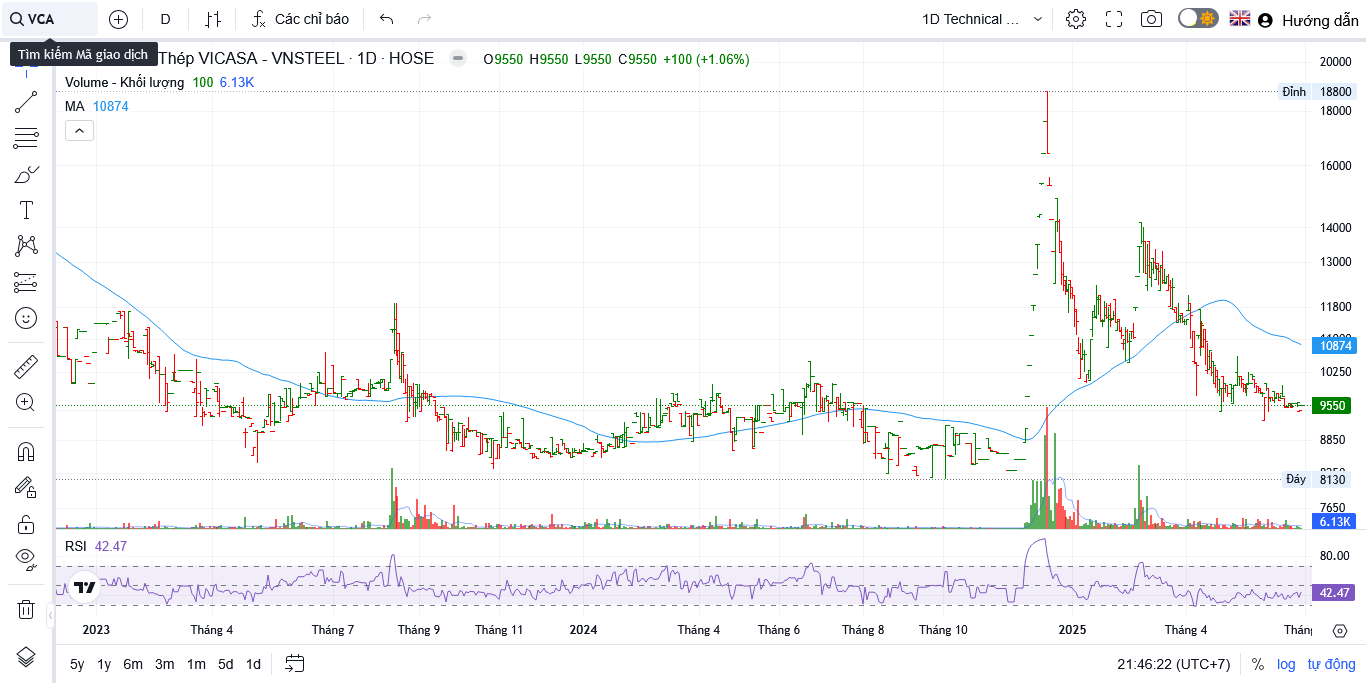 VCA D Các chỉ báo 1D Technical ... Hướng dẫn
Tìm kiếm Mã giao dịch
Thép VICASA - VNSTEEL · 1D · HOSE O9550 H9550 L9550 C9550 +100 (+1.06%)
Volume - Khối lượng 100 6.13K
MA 10874
20000
Đỉnh 18800
18000
16000
14000
13000
11800
10874
10250
9550
8850
Đáy 8130
7650
6.13K
RSI 42.47
80.00
42.47
2023 Tháng 4 Tháng 7 Tháng 9 Tháng 11 2024 Tháng 4 Tháng 6 Tháng 8 Tháng 10 2025 Tháng 4 Tháng
5y 1y 6m 3m 1m 5d 1d 21:46:22 (UTC+7) % log tự động